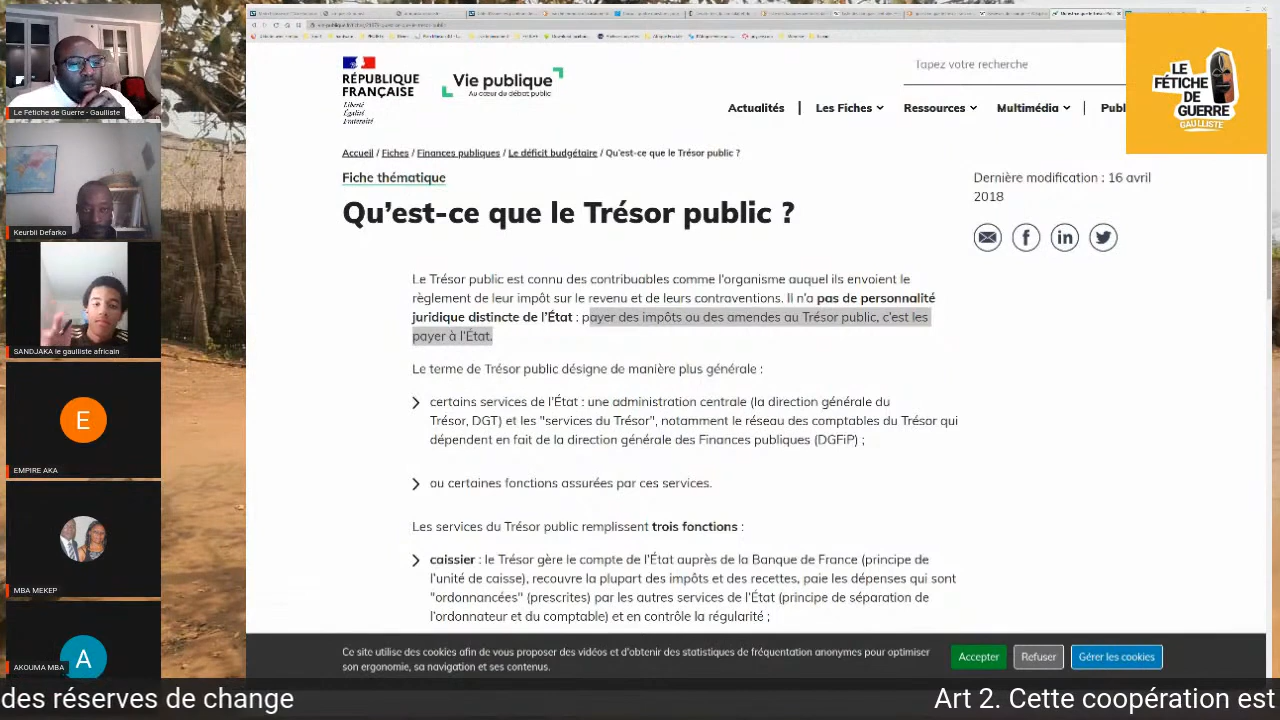 Le Fétiche de Guerre - Gaulliste
Keurbii Defarko
SANDJAKA le gaulliste africain
E
EMPIRE AKA
MBA MEKEP
A
AKOUMA MBA
RÉPUBLIQUE
FRANÇAISE
Liberté
Égalité
Fraternité
Vie publique
Au cœur du débat public
Tapez votre recherche
Actualités
Les Fiches
Ressources
Multimédia
Publ
LE
FÉTICHE
DE
GUERRE
GAULLISTE
Accueil / Fiches / Finances publiques / Le déficit budgétaire / Qu'est-ce que le Trésor public ?
Fiche thématique
Dernière modification : 16 avril
2018
Qu'est-ce que le Trésor public ?
Le Trésor public est connu des contribuables comme l'organisme auquel ils envoient le
règlement de leur impôt sur le revenu et de leurs contraventions. Il n'a pas de personnalité
juridique distincte de l'État : payer des impôts ou des amendes au Trésor public, c'est les
payer à l'État.
Le terme de Trésor public désigne de manière plus générale :
certains services de l'État : une administration centrale (la direction générale du
Trésor, DGT) et les "services du Trésor", notamment le réseau des comptables du Trésor qui
dépendent en fait de la direction générale des Finances publiques (DGFiP) ;
ou certaines fonctions assurées par ces services.
Les services du Trésor public remplissent trois fonctions :
caissier : le Trésor gère le compte de l'État auprès de la Banque de France (principe de
l'unité de caisse), recouvre la plupart des impôts et des recettes, paie les dépenses qui sont
"ordonnancées" (prescrites) par les autres services de l'État (principe de séparation de
l'ordonnateur et du comptable) et en contrôle la régularité ;
Ce site utilise des cookies afin de vous proposer des vidéos et d'obtenir des statistiques de fréquentation anonymes pour optimiser
son ergonomie, sa navigation et ses contenus.
Accepter
Refuser
Gérer les cookies
des réserves de change
Art 2. Cette coopération est